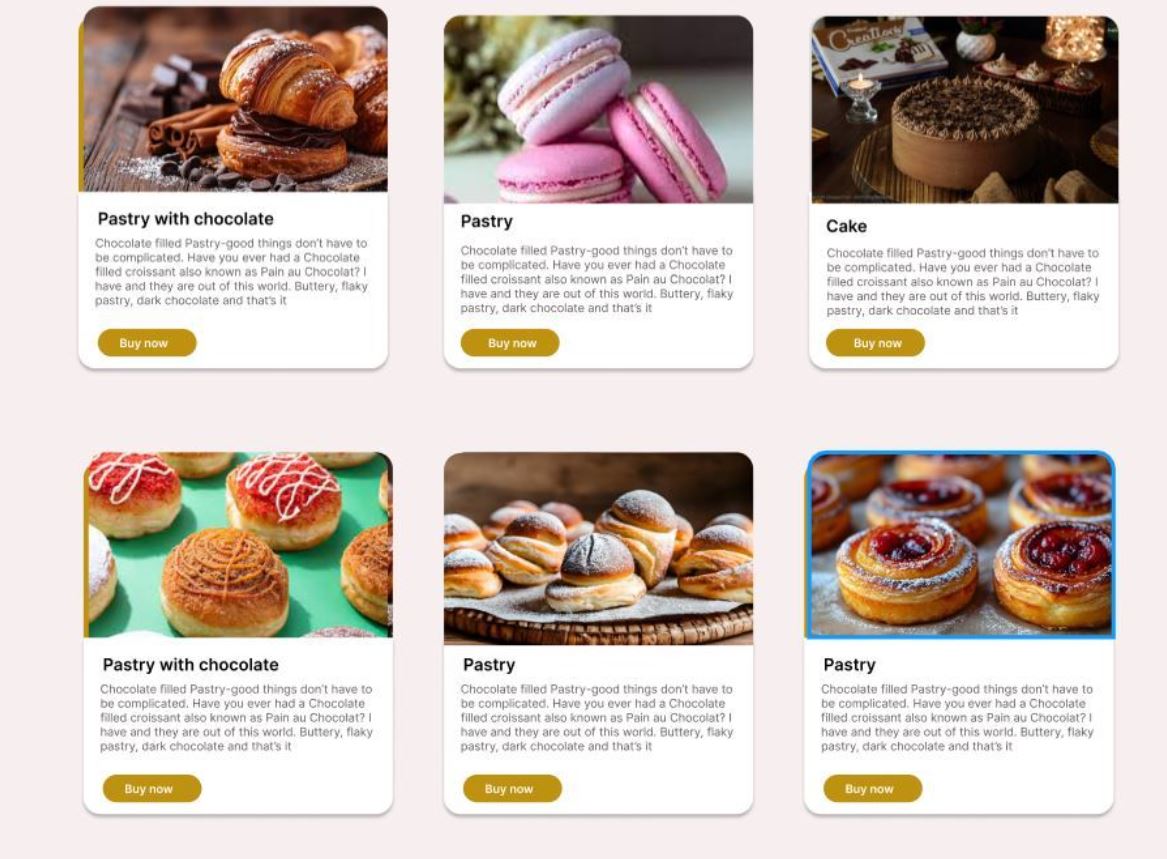 Creations
Pastry with chocolate
Chocolate filled Pastry-good things don't have to
be complicated. Have you ever had a Chocolate
filled croissant also known as Pain au Chocolat? I
have and they are out of this world. Buttery, flaky
pastry, dark chocolate and that's it
Buy now
Pastry
Chocolate filled Pastry-good things don't have to
be complicated. Have you ever had a Chocolate
filled croissant also known as Pain au Chocolat? I
have and they are out of this world. Buttery, flaky
pastry, dark chocolate and that's it
Buy now
Cake
Chocolate filled Pastry-good things don't have to
be complicated. Have you ever had a Chocolate
filled croissant also known as Pain au Chocolat? I
have and they are out of this world. Buttery, flaky
pastry, dark chocolate and that's it
Buy now
Pastry with chocolate
Chocolate filled Pastry-good things don't have to
be complicated. Have you ever had a Chocolate
filled croissant also known as Pain au Chocolat? I
have and they are out of this world. Buttery, flaky
pastry, dark chocolate and that's it
Buy now
Pastry
Chocolate filled Pastry-good things don't have to
be complicated. Have you ever had a Chocolate
filled croissant also known as Pain au Chocolat? I
have and they are out of this world. Buttery, flaky
pastry, dark chocolate and that's it
Buy now
Pastry
Chocolate filled Pastry-good things don't have to
be complicated. Have you ever had a Chocolate
filled croissant also known as Pain au Chocolat? I
have and they are out of this world. Buttery, flaky
pastry, dark chocolate and that's it
Buy now